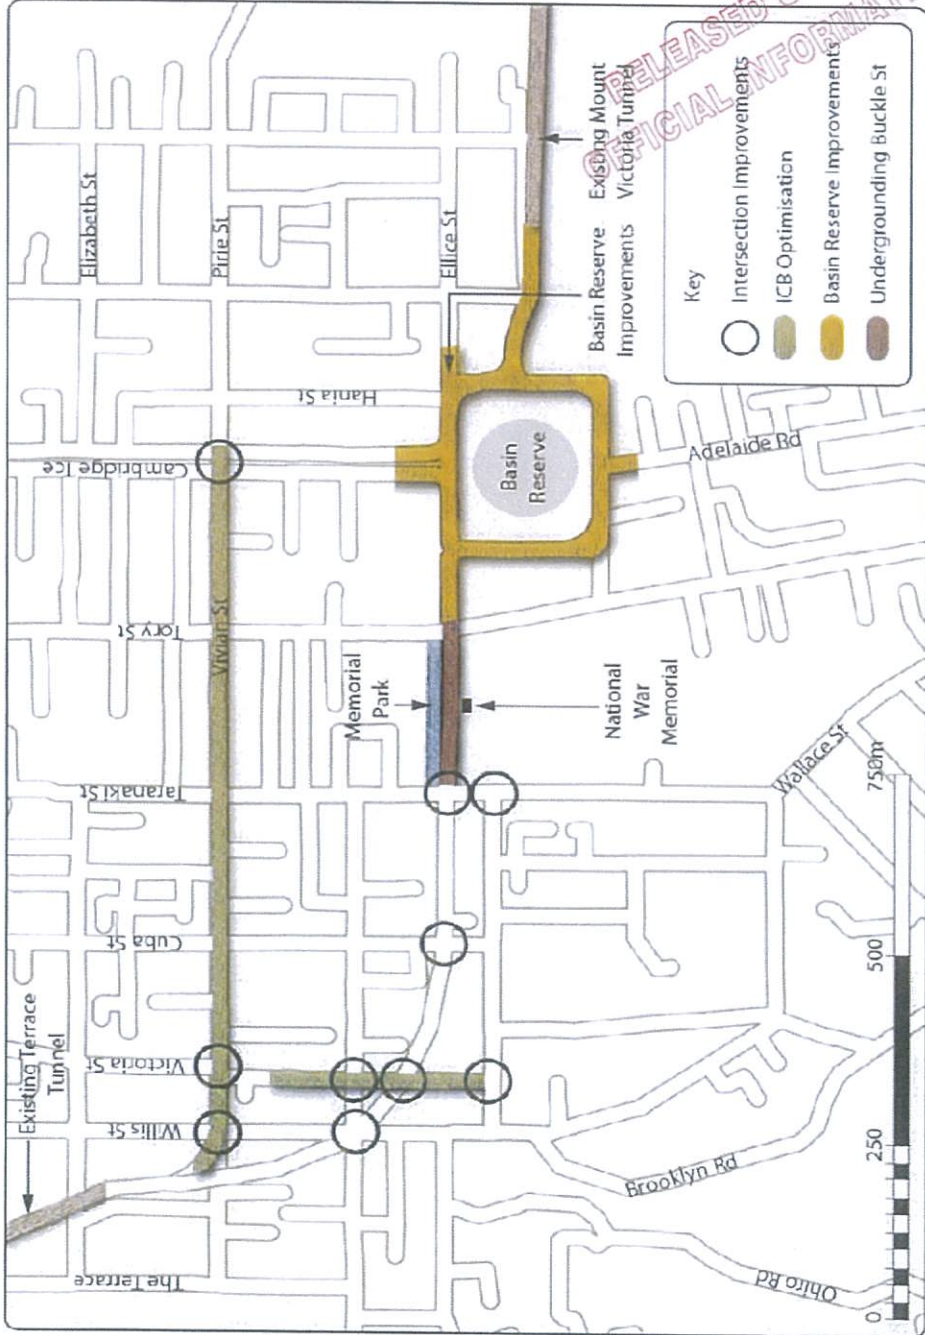 RELEASED
OFFICIAL INFORMAT
Existing Terrace
Tunnel
The Terrace
Willis St
Victoria St
Cuba St
Taranaki St
Tory St
Cambridge Tce
Hania St
Elizabeth St
Pirie St
Ellice St
Vivian St
Memorial
Park
National
War
Memorial
Basin
Reserve
Basin Reserve
Improvements
Existing Mount
Victoria Tunnel
Adelaide Rd
Wallace St
Brooklyn Rd
Ohiro Rd
0
250
500
750m
Key
Intersection Improvements
ICB Optimisation
Basin Reserve Improvements
Undergrounding Buckle St